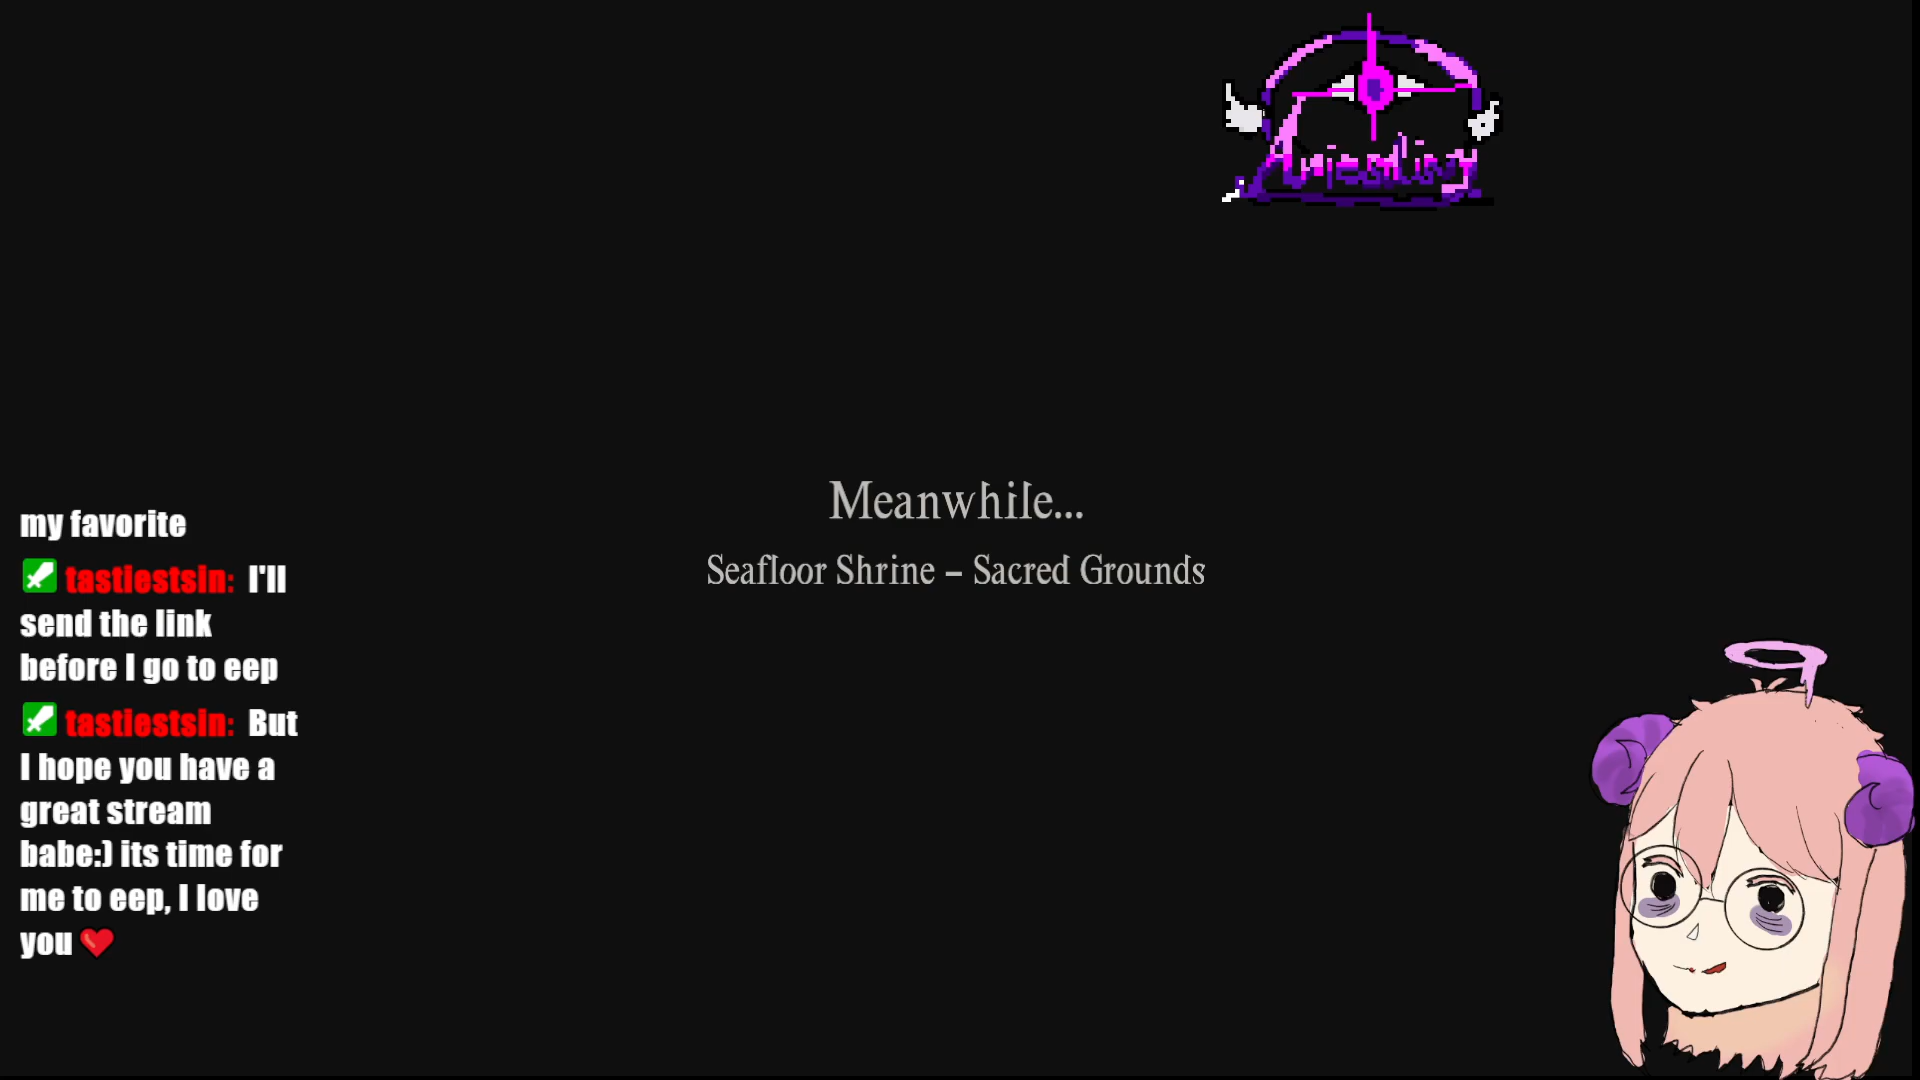 Meanwhile...
Seafloor Shrine – Sacred Grounds
my favorite
tastiestsin: I'll
send the link
before I go to eep
tastiestsin: But
I hope you have a
great stream
babe:) its time for
me to eep, I love
you ❤